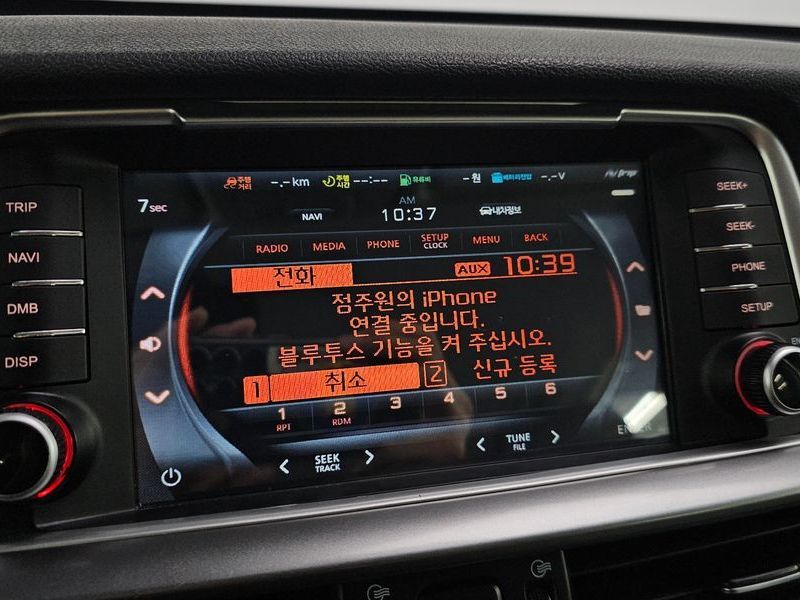 주행 거리 -.- km 주행 시간 --:-- 유류비 - 원 배터리전압 -.-V
7 SEC
NAVI
AM
10:37
내차정보
RADIO MEDIA PHONE SETUP CLOCK MENU BACK
전화 AUX 10:39
점주원의 iPhone
연결 중입니다.
블루투스 기능을 켜 주십시오.
1 취소 2 신규 등록
1 RPT 2 RDM 3 4 5 6
< SEEK TRACK > < TUNE FILE >
ENTER
TRIP
NAVI
DMB
DISP
SEEK+
SEEK-
PHONE
SETUP